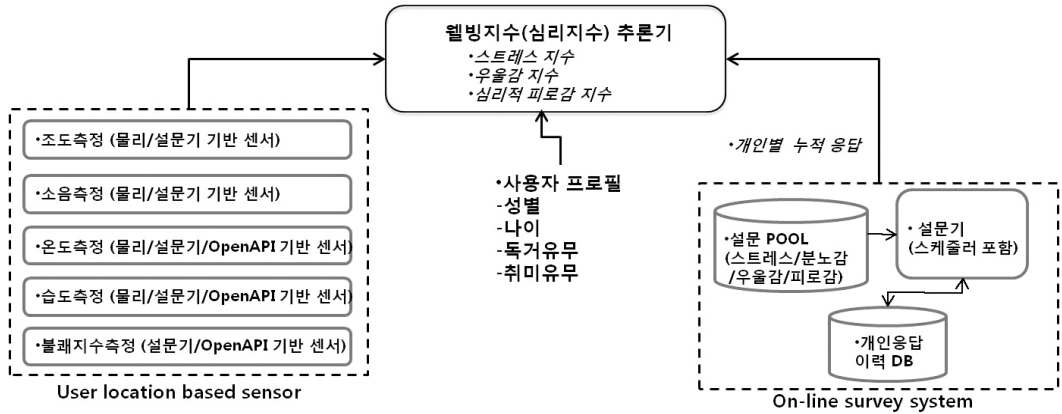 웰빙지수(심리지수) 추론기
•스트레스 지수
•우울감 지수
•심리적 피로감 지수
•조도측정 (물리/설문기 기반 센서)
•소음측정 (물리/설문기 기반 센서)
•온도측정 (물리/설문기/OpenAPI 기반 센서)
•습도측정 (물리/설문기/OpenAPI 기반 센서)
•불쾌지수측정 (설문기/OpenAPI 기반 센서)
User location based sensor
•사용자 프로필
-성별
-나이
-독거유무
-취미유무
•개인별 누적 응답
•설문 POOL
(스트레스/분노감
/우울감/피로감)
• 설문기
(스케줄러 포함)
•개인응답
이력 DB
On-line survey system